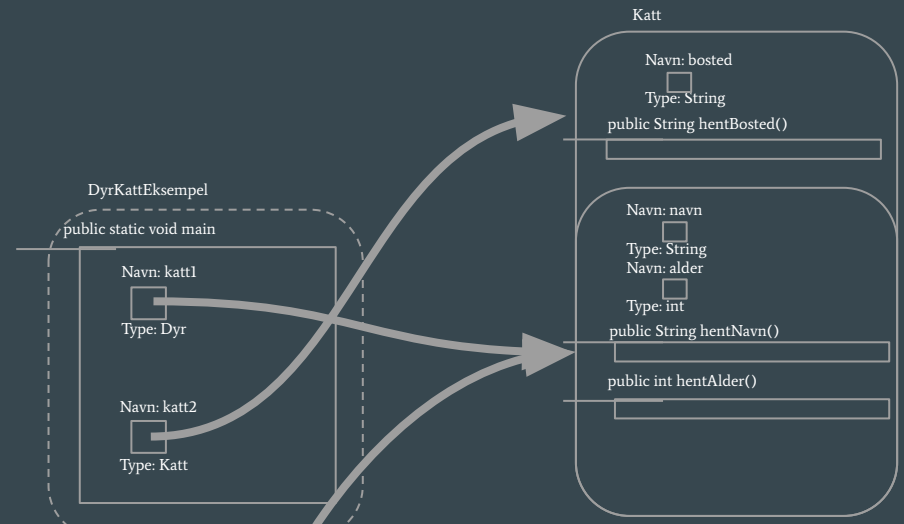 Katt
Navn: bosted
Type: String
public String hentBosted()
DyrKattEksempel
public static void main
Navn: katt1
Type: Dyr
Navn: katt2
Type: Katt
Navn: navn
Type: String
Navn: alder
Type: int
public String hentNavn()
public int hentAlder()